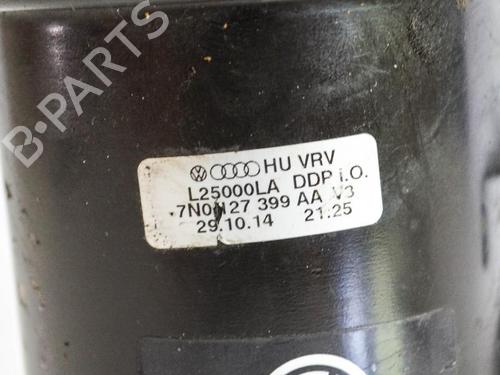 B-PARTS
HU VRV
L25000LA DDP i.O.
7N0127 399 AA V3
29.10.14 21:25